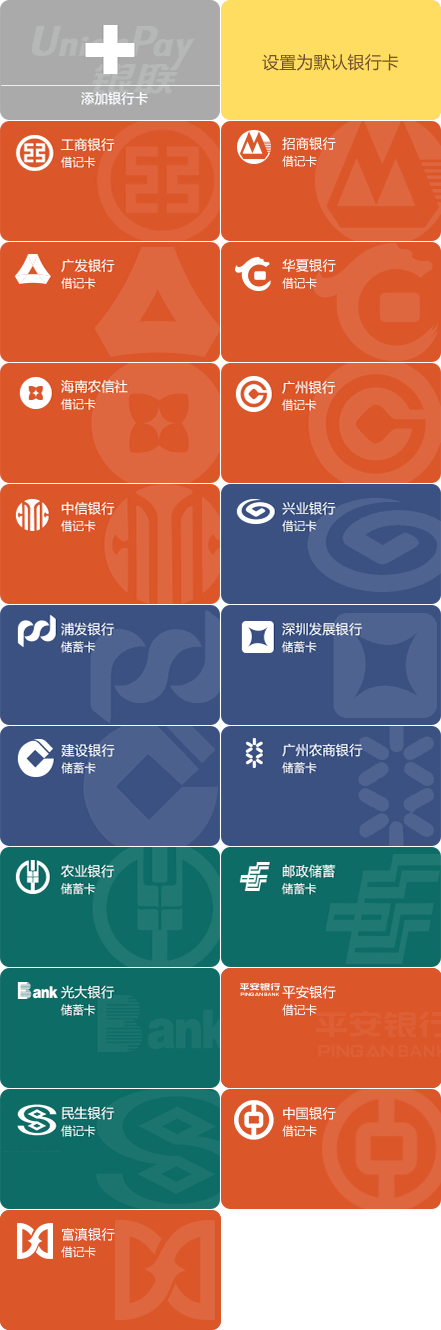 UnionPay
银联
添加银行卡
设置为默认银行卡
工商银行
借记卡
招商银行
借记卡
广发银行
借记卡
华夏银行
借记卡
海南农信社
借记卡
广州银行
借记卡
中信银行
借记卡
兴业银行
借记卡
浦发银行
储蓄卡
深圳发展银行
储蓄卡
建设银行
储蓄卡
广州农商银行
储蓄卡
农业银行
储蓄卡
邮政储蓄
储蓄卡
Bank
光大银行
储蓄卡
Bank
平安银行
PING AN BANK
平安银行
借记卡
平安银行
PING AN BANK
民生银行
借记卡
中国银行
借记卡
富滇银行
借记卡